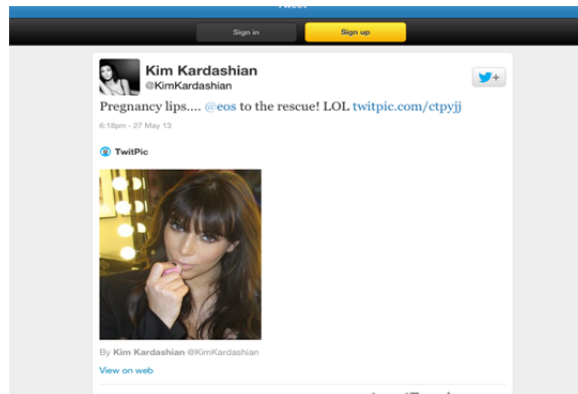 Tweet
Sign in
Sign up
Kim Kardashian
@KimKardashian
Pregnancy lips.... @eos to the rescue! LOL twitpic.com/ctpyjj
6:18pm - 27 May 13
TwitPic
By Kim Kardashian @KimKardashian
View on web